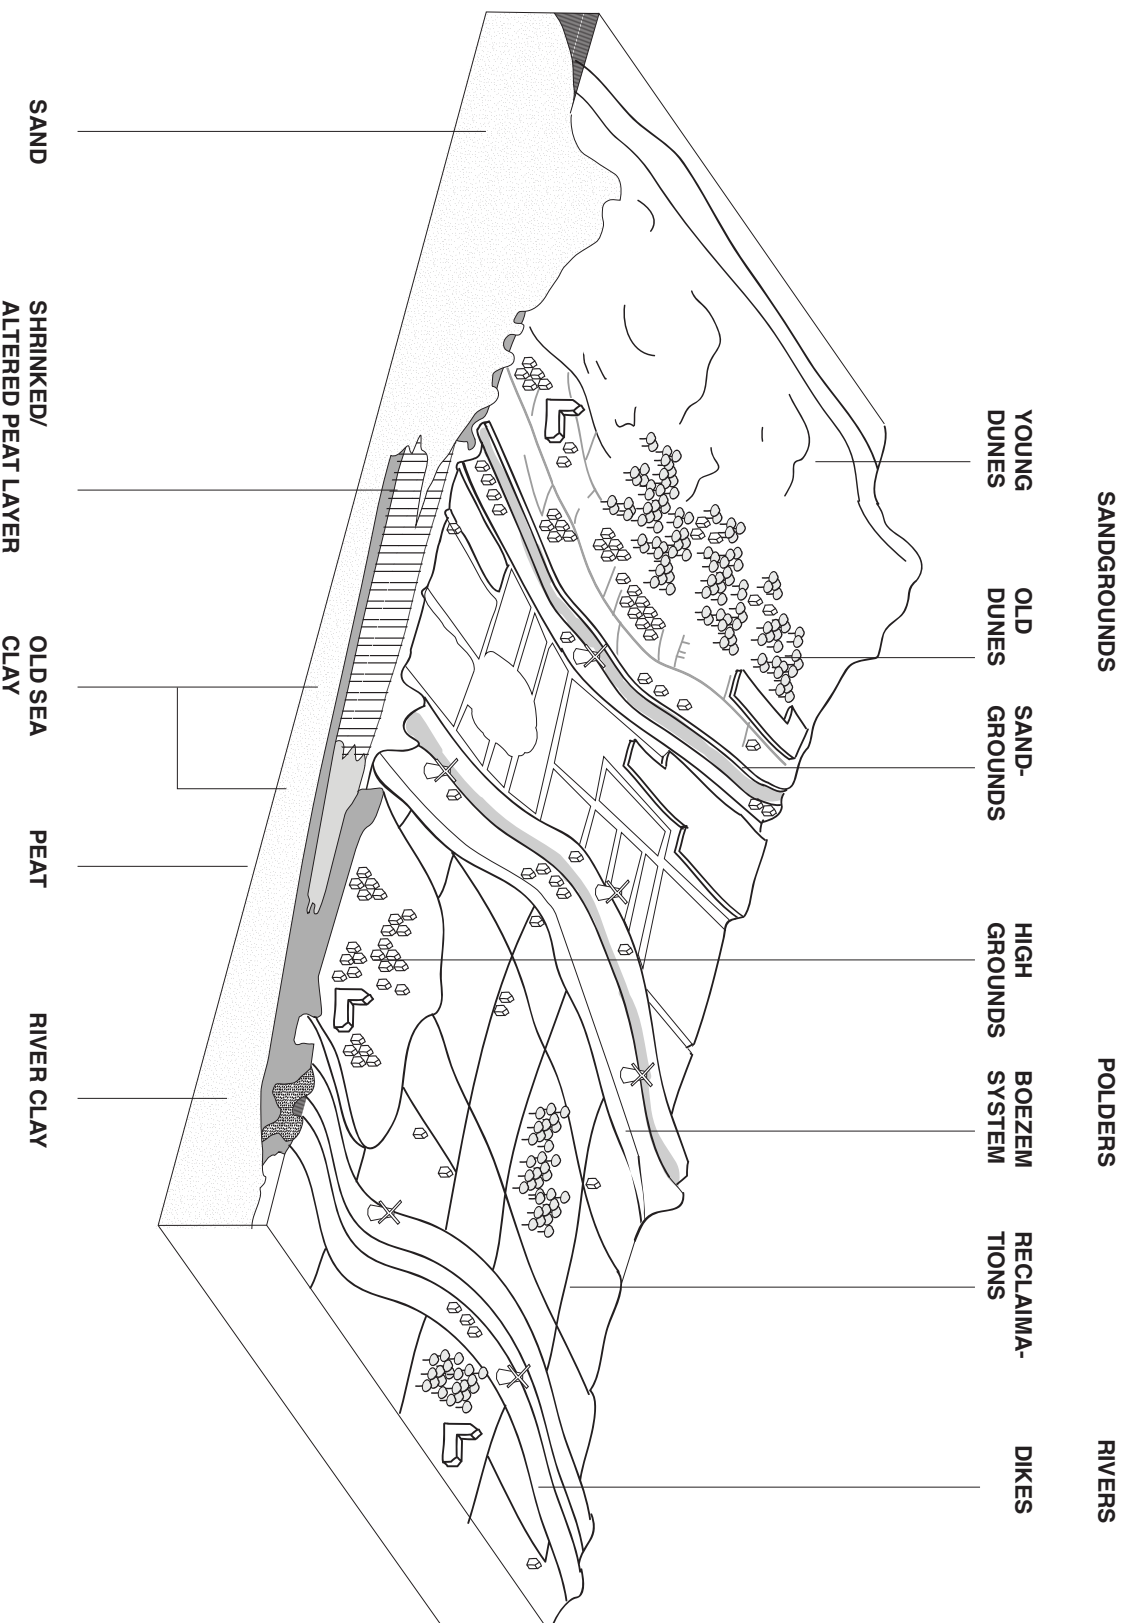 SANDGROUNDS
POLDERS
RIVERS
YOUNG
DUNES
OLD
DUNES
SAND-
GROUNDS
HIGH
GROUNDS
BOEZEM
SYSTEM
RECLAIMA-
TIONS
DIKES
SAND
SHRINKED/
ALTERED PEAT LAYER
OLD SEA
CLAY
PEAT
RIVER CLAY